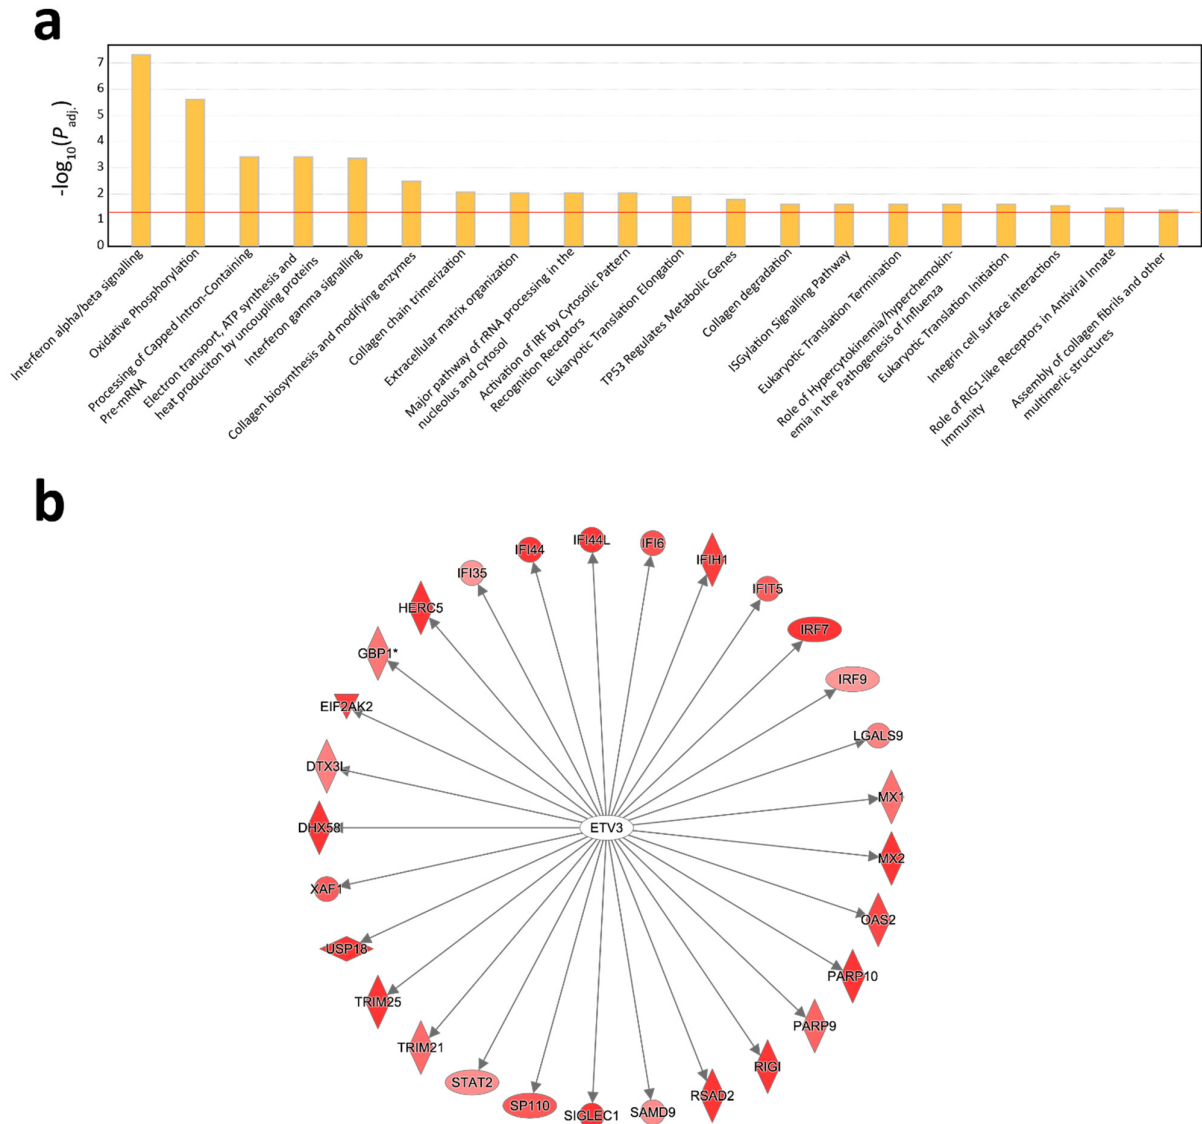 a
-log10(Padj.)
7
6
5
4
3
2
1
0
Interferon alpha/beta signalling
Oxidative Phosphorylation
Processing of Capped Intron-Containing
Pre-mRNA
Electron transport, ATP synthesis and
heat produciton by uncoupling proteins
Interferon gamma signalling
Collagen biosynthesis and modifying enzymes
Collagen chain trimerization
Extracellular matrix organization
Major pathway of rRNA processing in the
nucleolus and cytosol
Activation of IRF by Cytosolic Pattern
Recognition Receptors
Eukaryotic Translation Elongation
TP53 Regulates Metabolic Genes
Collagen degradation
ISGylation Signalling Pathway
Eukaryotic Translation Termination
Role of Hypercytokinemia/hyperchemokin-
emia in the Pathogenesis of Influenza
Eukaryotic Translation Initiation
Integrin cell surface interactions
Role of RIG1-like Receptors in Antiviral Innate
Immunity
Assembly of collagen fibrils and other
multimeric structures
b
IFI44L
IFI6
IFI44
IFIH1
IFI35
IFIT5
HERC5
IRF7
GBP1*
IRF9
EIF2AK2
LGALS9
DTX3L
MX1
DHX58
ETV3
MX2
XAF1
OAS2
USP18
PARP10
TRIM25
PARP9
TRIM21
RIGI
STAT2
RSAD2
SP110
SIGLEC1
SAMD9